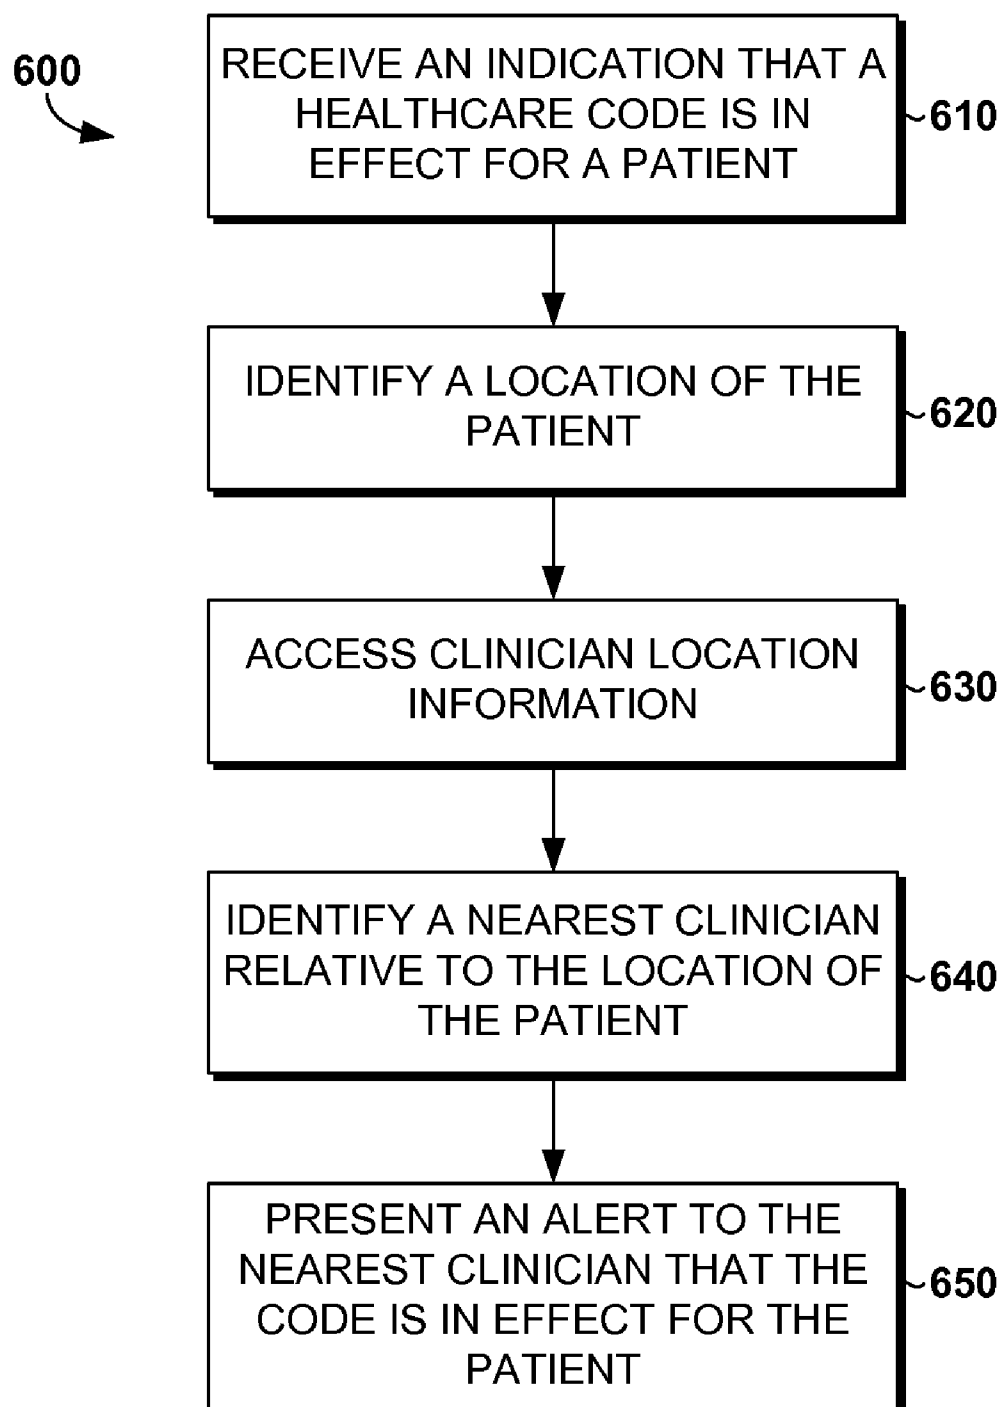 600
RECEIVE AN INDICATION THAT A
HEALTHCARE CODE IS IN
EFFECT FOR A PATIENT
610
IDENTIFY A LOCATION OF THE
PATIENT
620
ACCESS CLINICIAN LOCATION
INFORMATION
630
IDENTIFY A NEAREST CLINICIAN
RELATIVE TO THE LOCATION OF
THE PATIENT
640
PRESENT AN ALERT TO THE
NEAREST CLINICIAN THAT THE
CODE IS IN EFFECT FOR THE
PATIENT
650